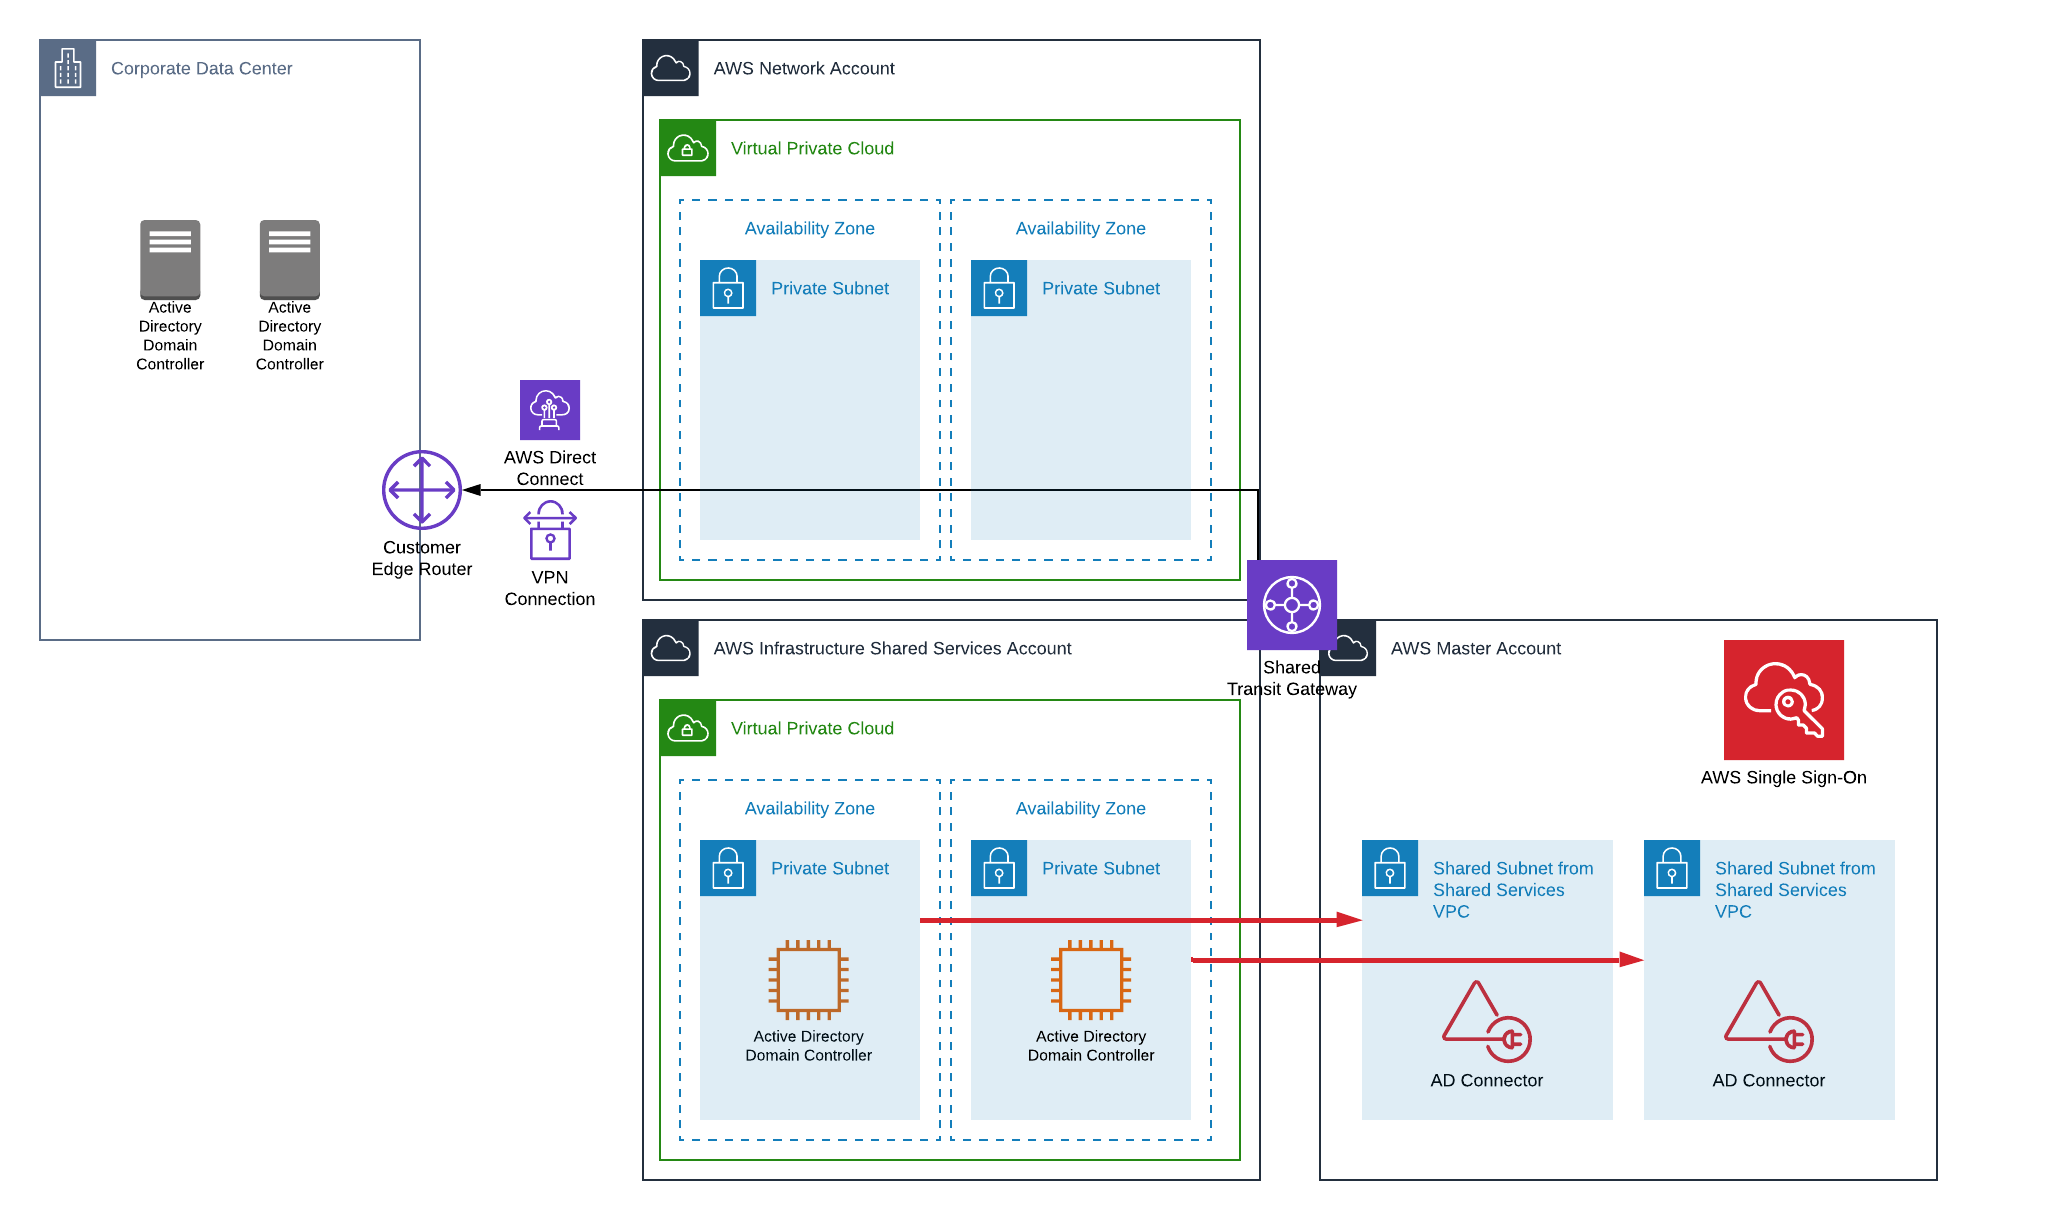 Corporate Data Center
Active
Directory
Domain
Controller
Active
Directory
Domain
Controller
AWS Direct
Connect
Customer
Edge Router
VPN
Connection
AWS Network Account
Virtual Private Cloud
Availability Zone
Private Subnet
Availability Zone
Private Subnet
Shared
Transit Gateway
AWS Infrastructure Shared Services Account
Virtual Private Cloud
Availability Zone
Private Subnet
Active Directory
Domain Controller
Availability Zone
Private Subnet
Active Directory
Domain Controller
AWS Master Account
AWS Single Sign-On
Shared Subnet from
Shared Services
VPC
AD Connector
Shared Subnet from
Shared Services
VPC
AD Connector